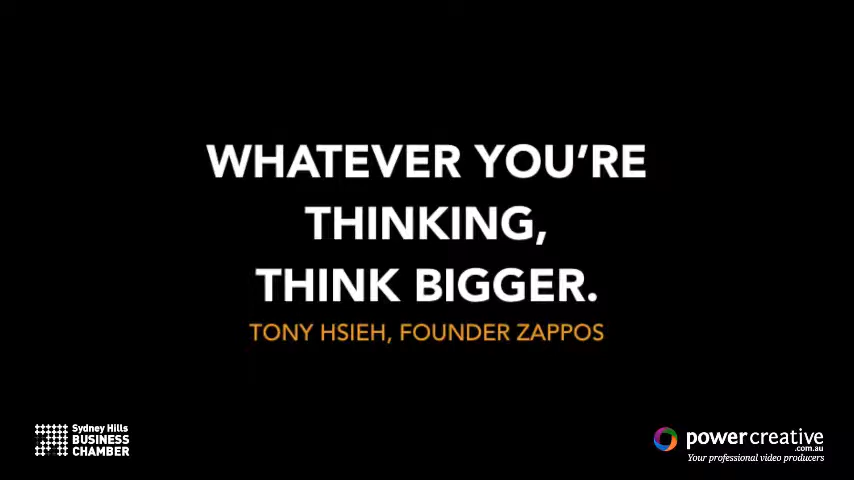 WHATEVER YOU'RE
THINKING,
THINK BIGGER.
TONY HSIEH, FOUNDER ZAPPOS
Sydney Hills
BUSINESS
CHAMBER
powercreative
.com.au
Your professional video producers